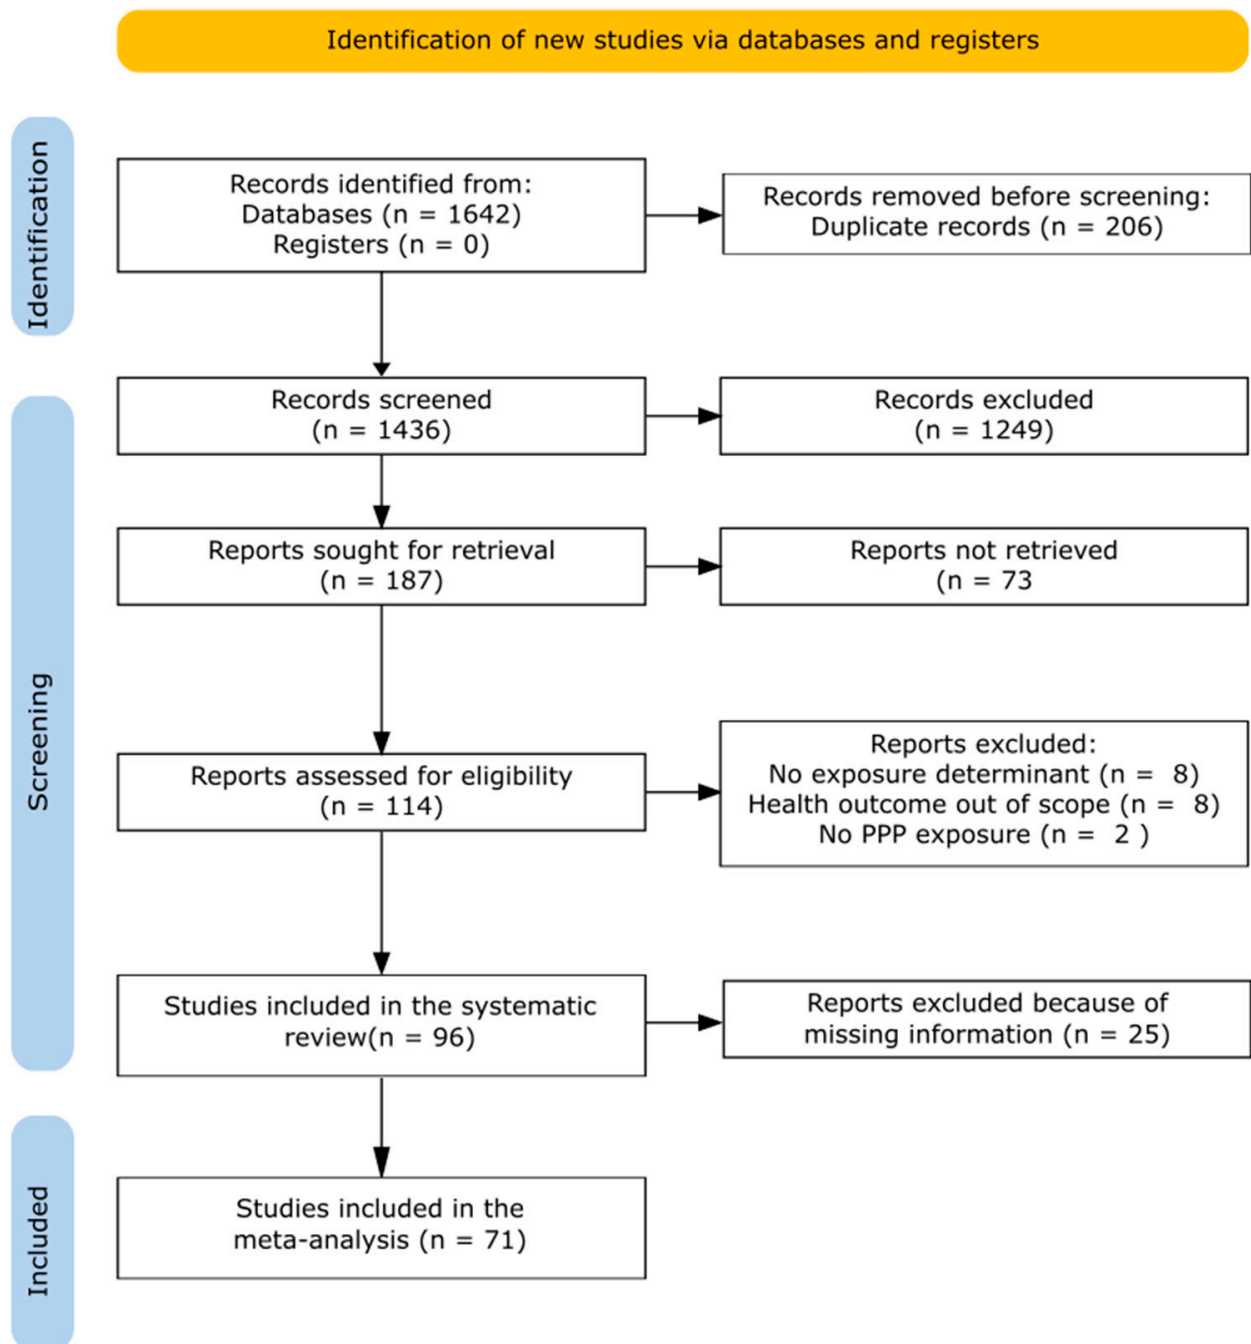 Identification of new studies via databases and registers
Identification
Records identified from:
Databases (n = 1642)
Registers (n = 0)
Records removed before screening:
Duplicate records (n = 206)
Screening
Records screened
(n = 1436)
Records excluded
(n = 1249)
Reports sought for retrieval
(n = 187)
Reports not retrieved
(n = 73
Reports assessed for eligibility
(n = 114)
Reports excluded:
No exposure determinant (n =  8)
Health outcome out of scope (n =  8)
No PPP exposure (n =  2 )
Studies included in the systematic
review(n = 96)
Reports excluded because of
missing information (n = 25)
Included
Studies included in the
meta-analysis (n = 71)